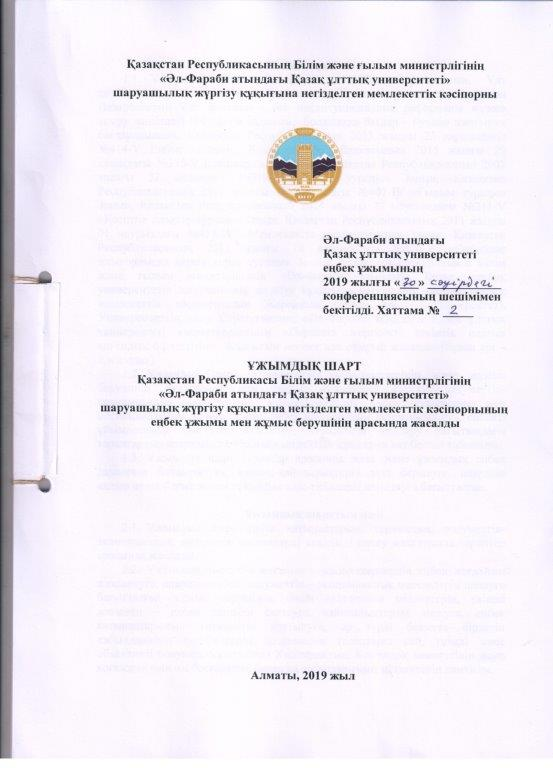 Қазақстан Республикасының Білім және ғылым министрлігінің
«Әл-Фараби атындағы Қазақ ұлттық университеті»
шаруашылық жүргізу құқығына негізделген мемлекеттік кәсіпорны
Әл-Фараби атындағы
Қазақ ұлттық университеті
еңбек ұжымының
2019 жылғы «30» сәуірдегі
конференциясының шешімімен
бекітілді. Хаттама № 2
ҰЖЫМДЫҚ ШАРТ
Қазақстан Республикасы Білім және ғылым министрлігінің
«Әл-Фараби атындағы Қазақ ұлттық университеті»
шаруашылық жүргізу құқығына негізделген мемлекеттік кәсіпорнының
еңбек ұжымы мен жұмыс берушінің арасында жасалды
Алматы, 2019 жыл